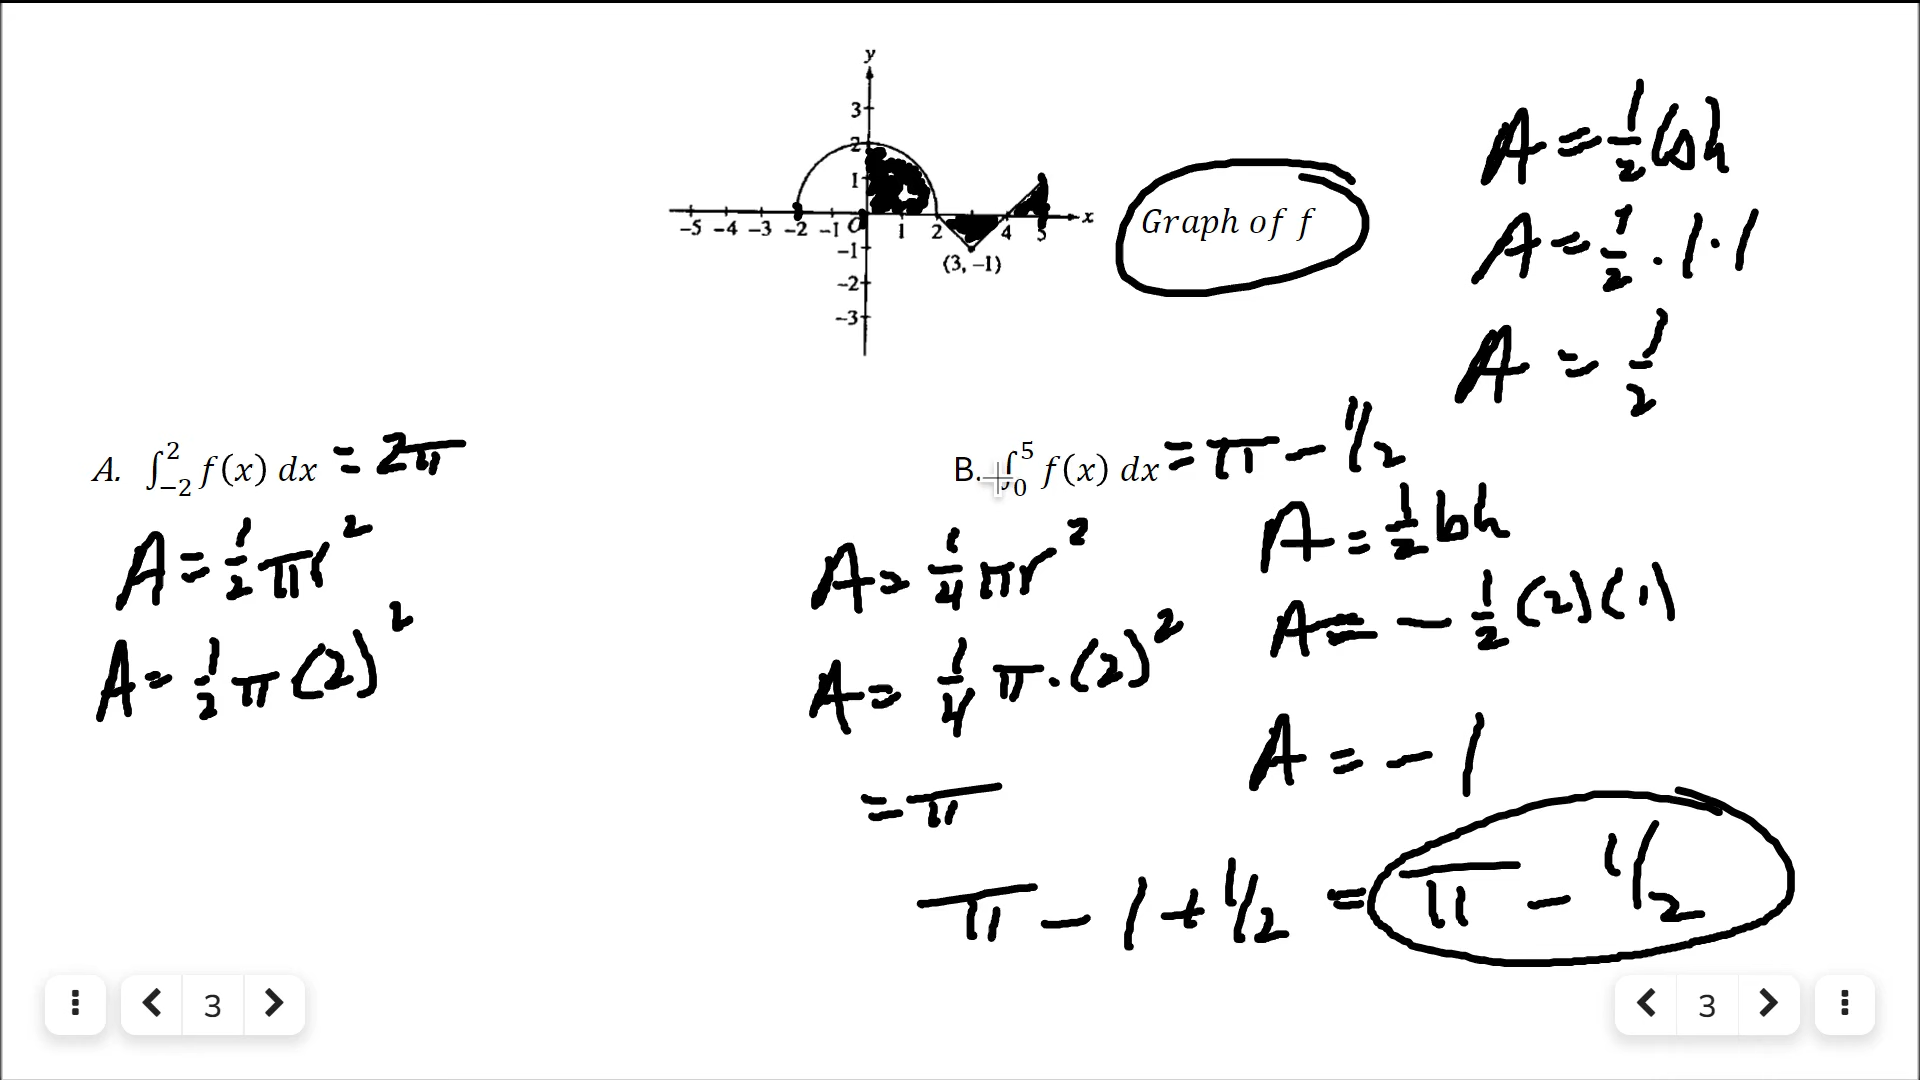 y
3
2
1
-5 -4 -3 -2 -1 O 1 2 4 5 x
-1
(3, -1)
-2
-3
Graph of f
A = 1/2 bh
A = 1/2 · 1 · 1
A = 1/2
A. ∫_{-2}^{2} f(x) dx = 2π
A = 1/2 πr²
A = 1/2 π (2)²
B. ∫_0^5 f(x) dx = π - 1/2
A = 1/4 πr²
A = 1/4 π · (2)²
= π
A = 1/2 bh
A = - 1/2 (2)(1)
A = - 1
π - 1 + 1/2 = π - 1/2
3
3